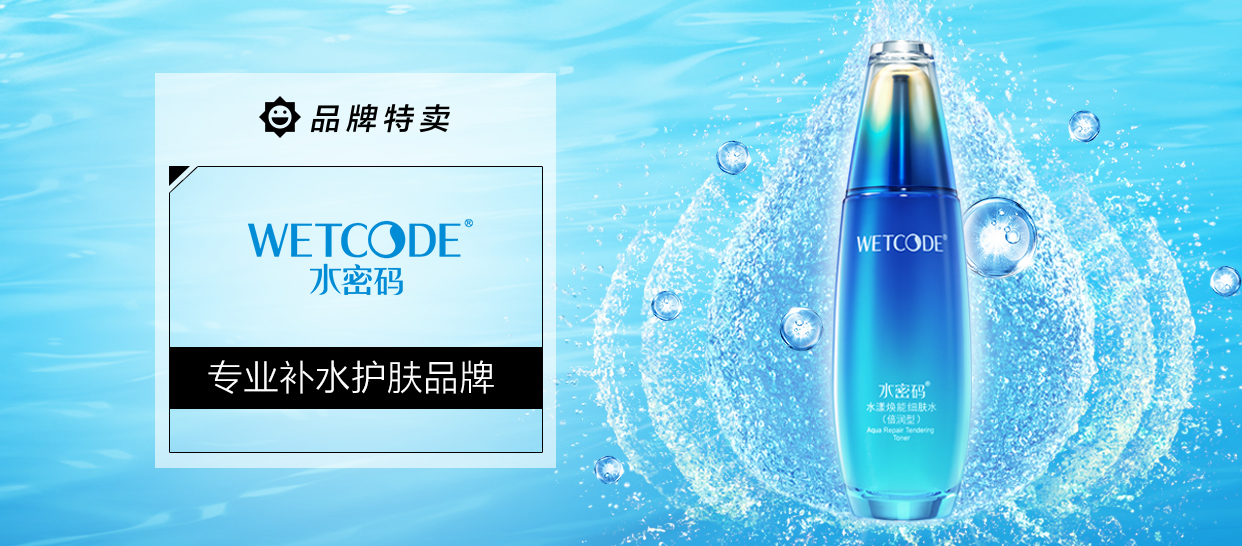 品牌特卖
WETCODE®
水密码
专业补水护肤品牌
WETCODE®
水密码®
水漾焕能细肤水
（倍润型）
Aqua Repair Tendering
Toner